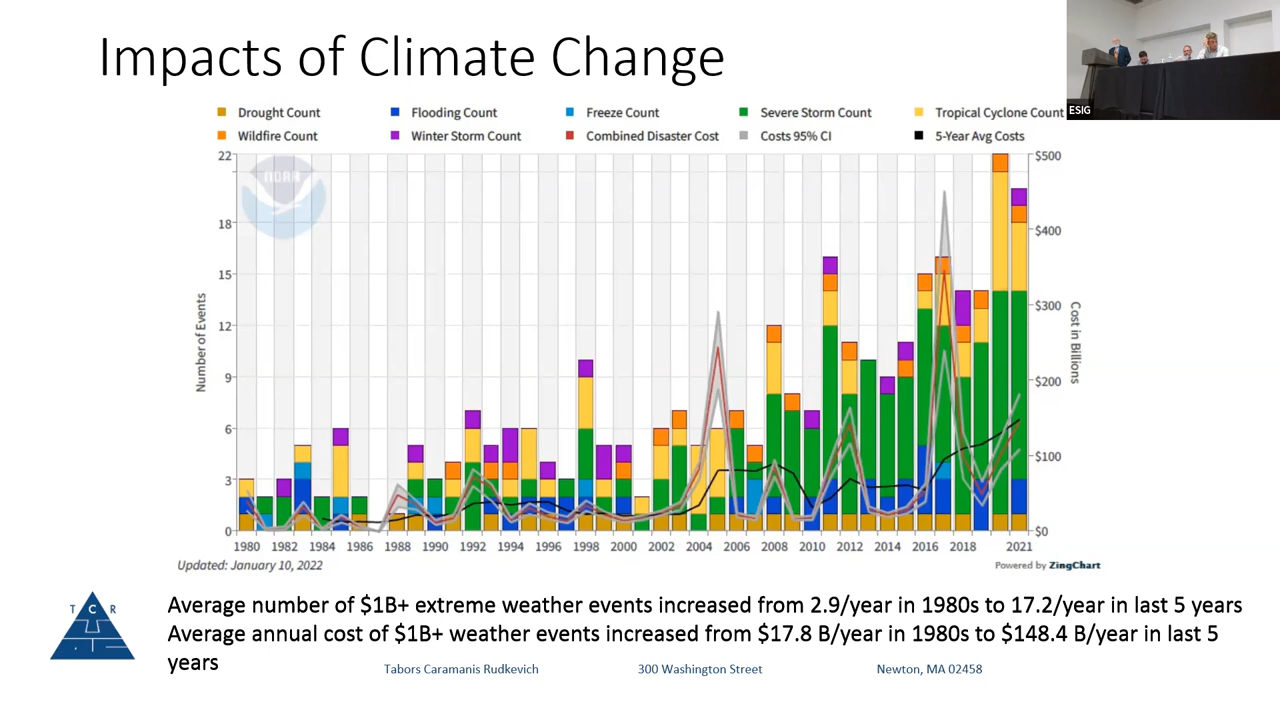 Impacts of Climate Change
ESIG
Drought Count
Flooding Count
Freeze Count
Severe Storm Count
Tropical Cyclone Count
Wildfire Count
Winter Storm Count
Combined Disaster Cost
Costs 95% CI
5-Year Avg Costs
NOAA
22
18
15
12
9
6
3
0
Number of Events
$500
$400
$300
$200
$100
$0
Cost in Billions
1980 1982 1984 1986 1988 1990 1992 1994 1996 1998 2000 2002 2004 2006 2008 2010 2012 2014 2016 2018 2021
Updated: January 10, 2022
Powered by ZingChart
T C R
Average number of $1B+ extreme weather events increased from 2.9/year in 1980s to 17.2/year in last 5 years
Average annual cost of $1B+ weather events increased from $17.8 B/year in 1980s to $148.4 B/year in last 5
years
Tabors Caramanis Rudkevich 300 Washington Street Newton, MA 02458